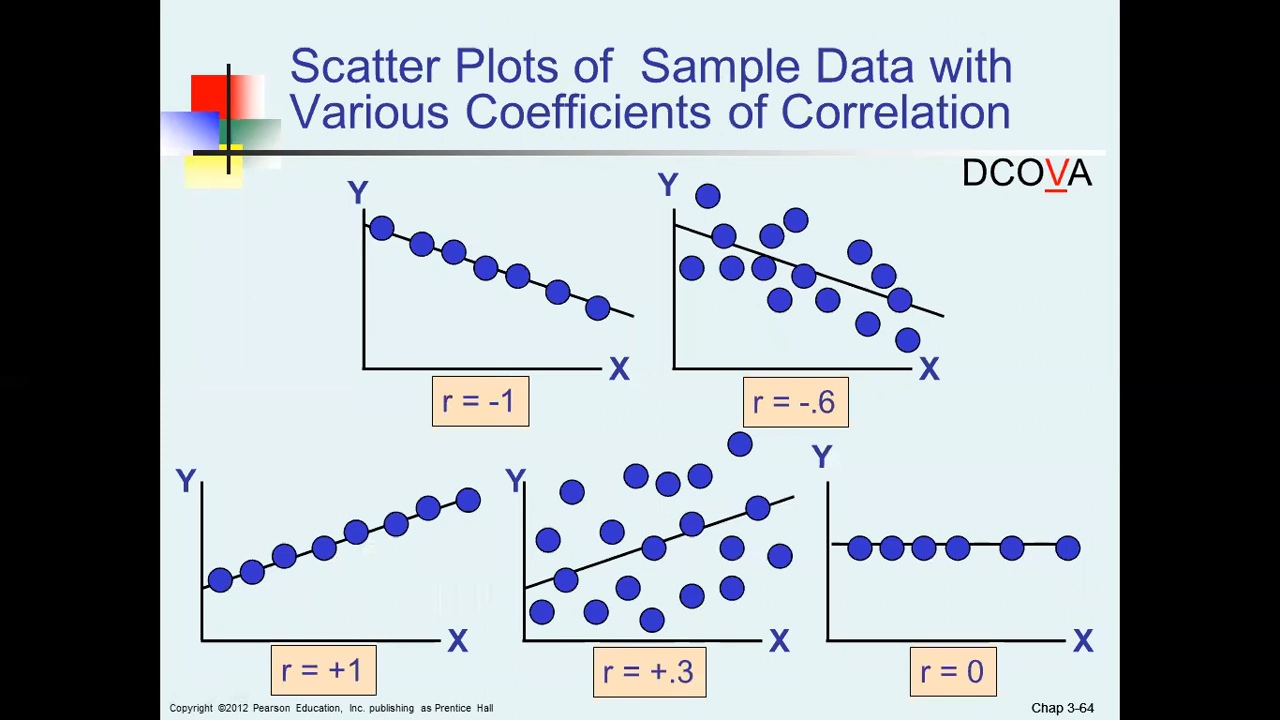 Scatter Plots of Sample Data with
Various Coefficients of Correlation
DCOVA
Y
X
r = -1
Y
X
r = -.6
Y
X
r = +1
Y
X
r = +.3
Y
X
r = 0
Copyright ©2012 Pearson Education, Inc. publishing as Prentice Hall
Chap 3-64